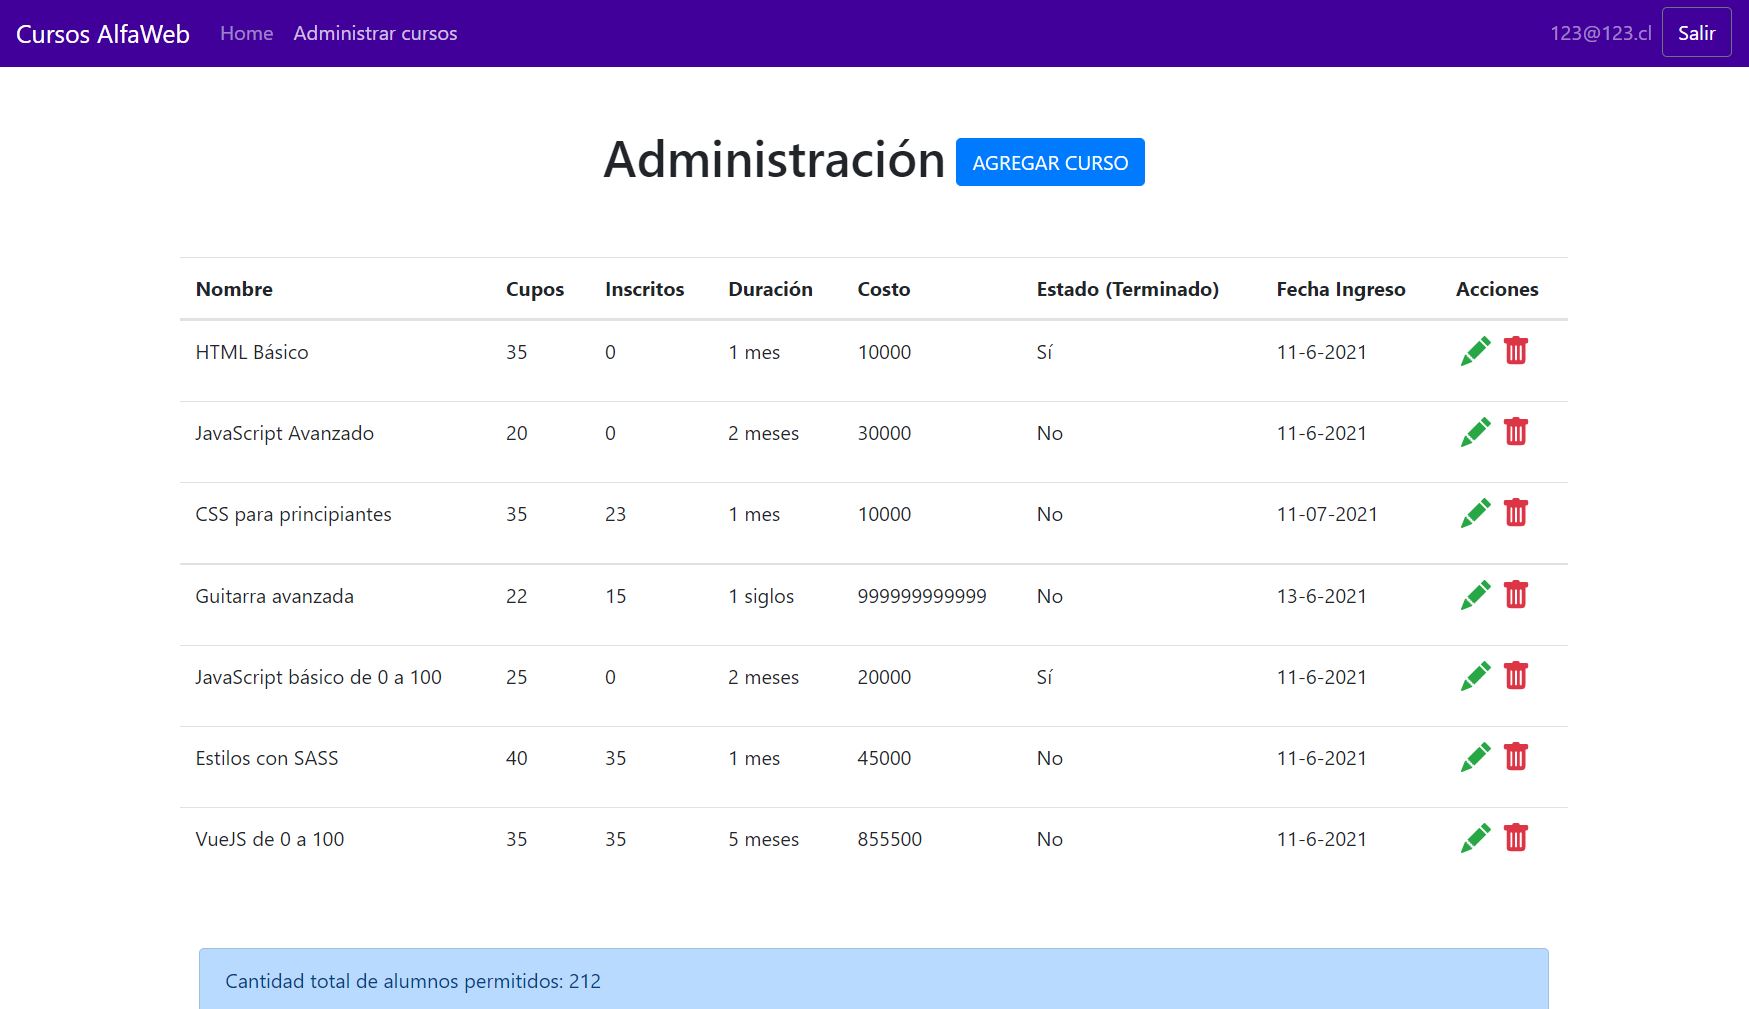 Cursos AlfaWeb Home Administrar cursos 123@123.cl Salir
Administración AGREGAR CURSO
Nombre Cupos Inscritos Duración Costo Estado (Terminado) Fecha Ingreso Acciones
HTML Básico 35 0 1 mes 10000 Sí 11-6-2021
JavaScript Avanzado 20 0 2 meses 30000 No 11-6-2021
CSS para principiantes 35 23 1 mes 10000 No 11-07-2021
Guitarra avanzada 22 15 1 siglos 999999999999 No 13-6-2021
JavaScript básico de 0 a 100 25 0 2 meses 20000 Sí 11-6-2021
Estilos con SASS 40 35 1 mes 45000 No 11-6-2021
VueJS de 0 a 100 35 35 5 meses 855500 No 11-6-2021
Cantidad total de alumnos permitidos: 212